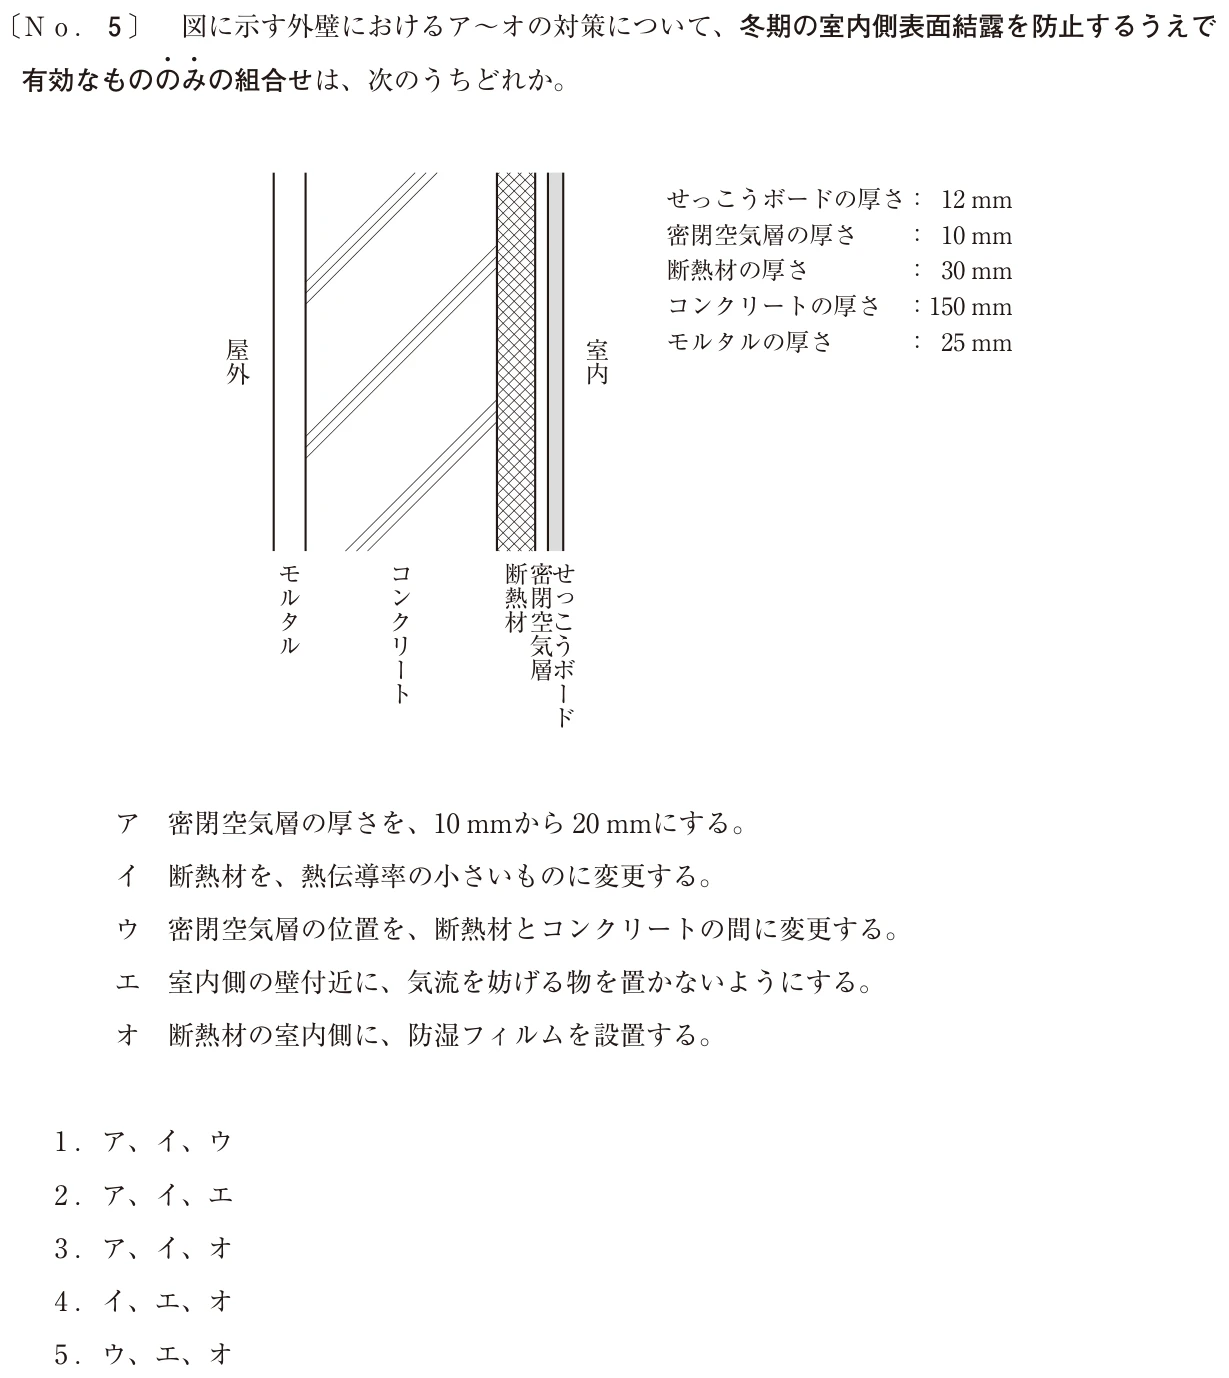 〔No. 5〕　図に示す外壁におけるア〜オの対策について、冬期の室内側表面結露を防止するうえで
有効なもののみの組合せは、次のうちどれか。
せっこうボードの厚さ： 12 mm
密閉空気層の厚さ　　： 10 mm
断熱材の厚さ　　　　： 30 mm
コンクリートの厚さ　：150 mm
モルタルの厚さ　　　： 25 mm
屋外
室内
モルタル
コンクリート
断熱材
密閉空気層
せっこうボード
ア　密閉空気層の厚さを、10 mmから 20 mmにする。
イ　断熱材を、熱伝導率の小さいものに変更する。
ウ　密閉空気層の位置を、断熱材とコンクリートの間に変更する。
エ　室内側の壁付近に、気流を妨げる物を置かないようにする。
オ　断熱材の室内側に、防湿フィルムを設置する。
1．ア、イ、ウ
2．ア、イ、エ
3．ア、イ、オ
4．イ、エ、オ
5．ウ、エ、オ